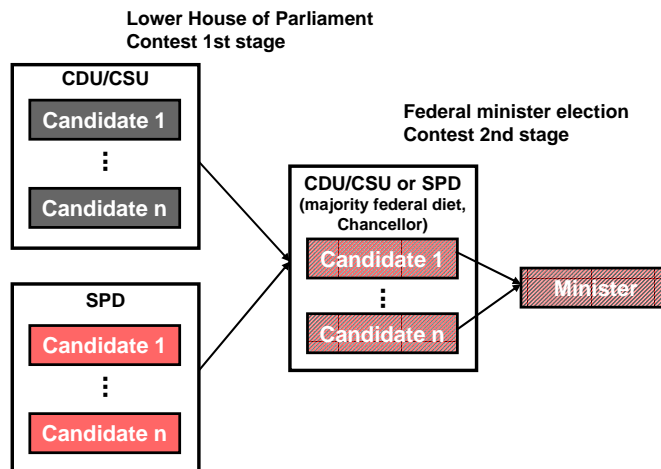 Lower House of Parliament
Contest 1st stage
CDU/CSU
Candidate 1
...
Candidate n
SPD
Candidate 1
...
Candidate n
Federal minister election
Contest 2nd stage
CDU/CSU or SPD
(majority federal diet,
Chancellor)
Candidate 1
...
Candidate n
Minister